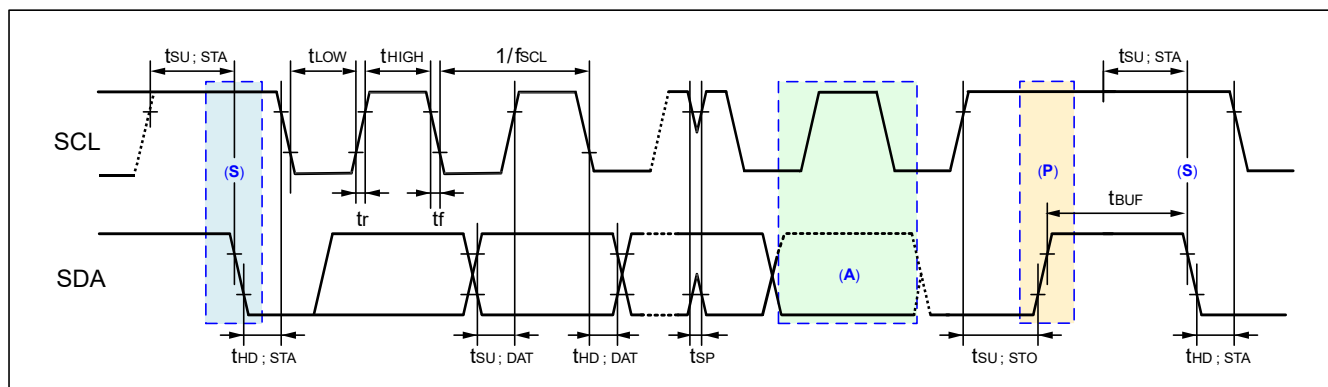 tSU ; STA tLOW tHIGH 1/fSCL tSU ; STA
SCL
(S) (P) (S)
tr tf tBUF
SDA
(A)
tHD ; STA tSU ; DAT tHD ; DAT tSP tSU ; STO tHD ; STA